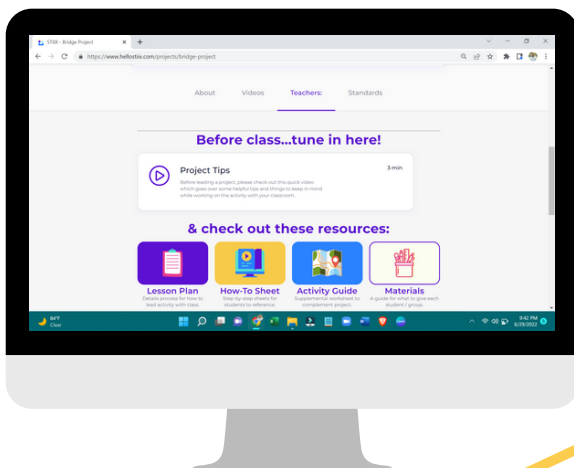 STIIX - Bridge Project
https://www.hellostiix.com/projects/bridge-project
About Videos Teachers: Standards
Before class...tune in here!
Project Tips 3 min
Before leading a project, please check out this quick video
which goes over some helpful tips and things to keep in mind
while working on the activity with your classroom.
& check out these resources:
Lesson Plan How-To Sheet Activity Guide Materials
Details process for how to Step-by-step sheets for Supplemental worksheet to A guide for what to give each
lead activity with class. students to reference. complement project. student / group.
84°F 9:42 PM
Clear 6/29/2022